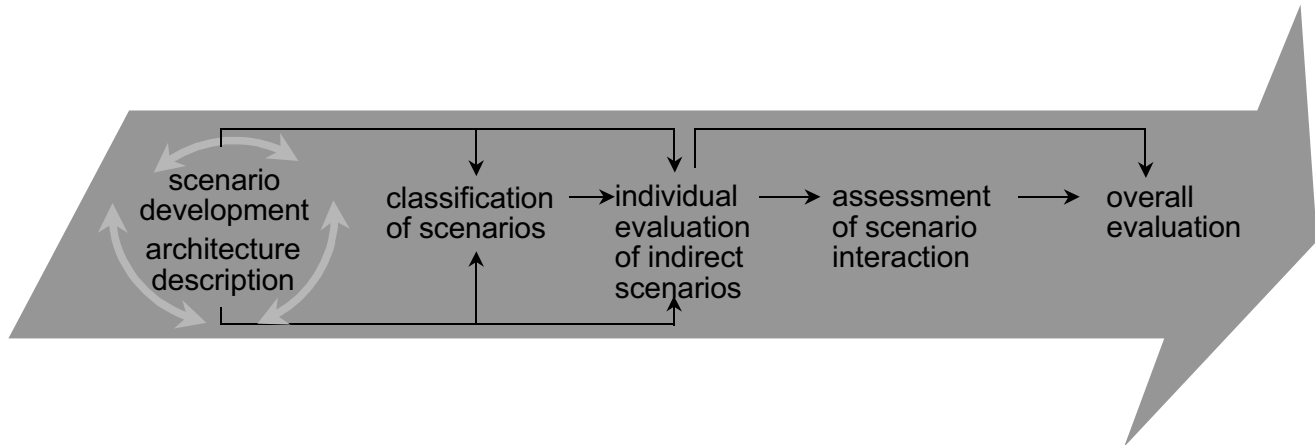 scenario
development
architecture
description
classification
of scenarios
individual
evaluation
of indirect
scenarios
assessment
of scenario
interaction
overall
evaluation